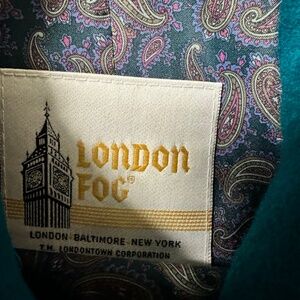 LONDON
FOG®
LONDON-BALTIMORE-NEW YORK
T.M. LONDONTOWN CORPORATION